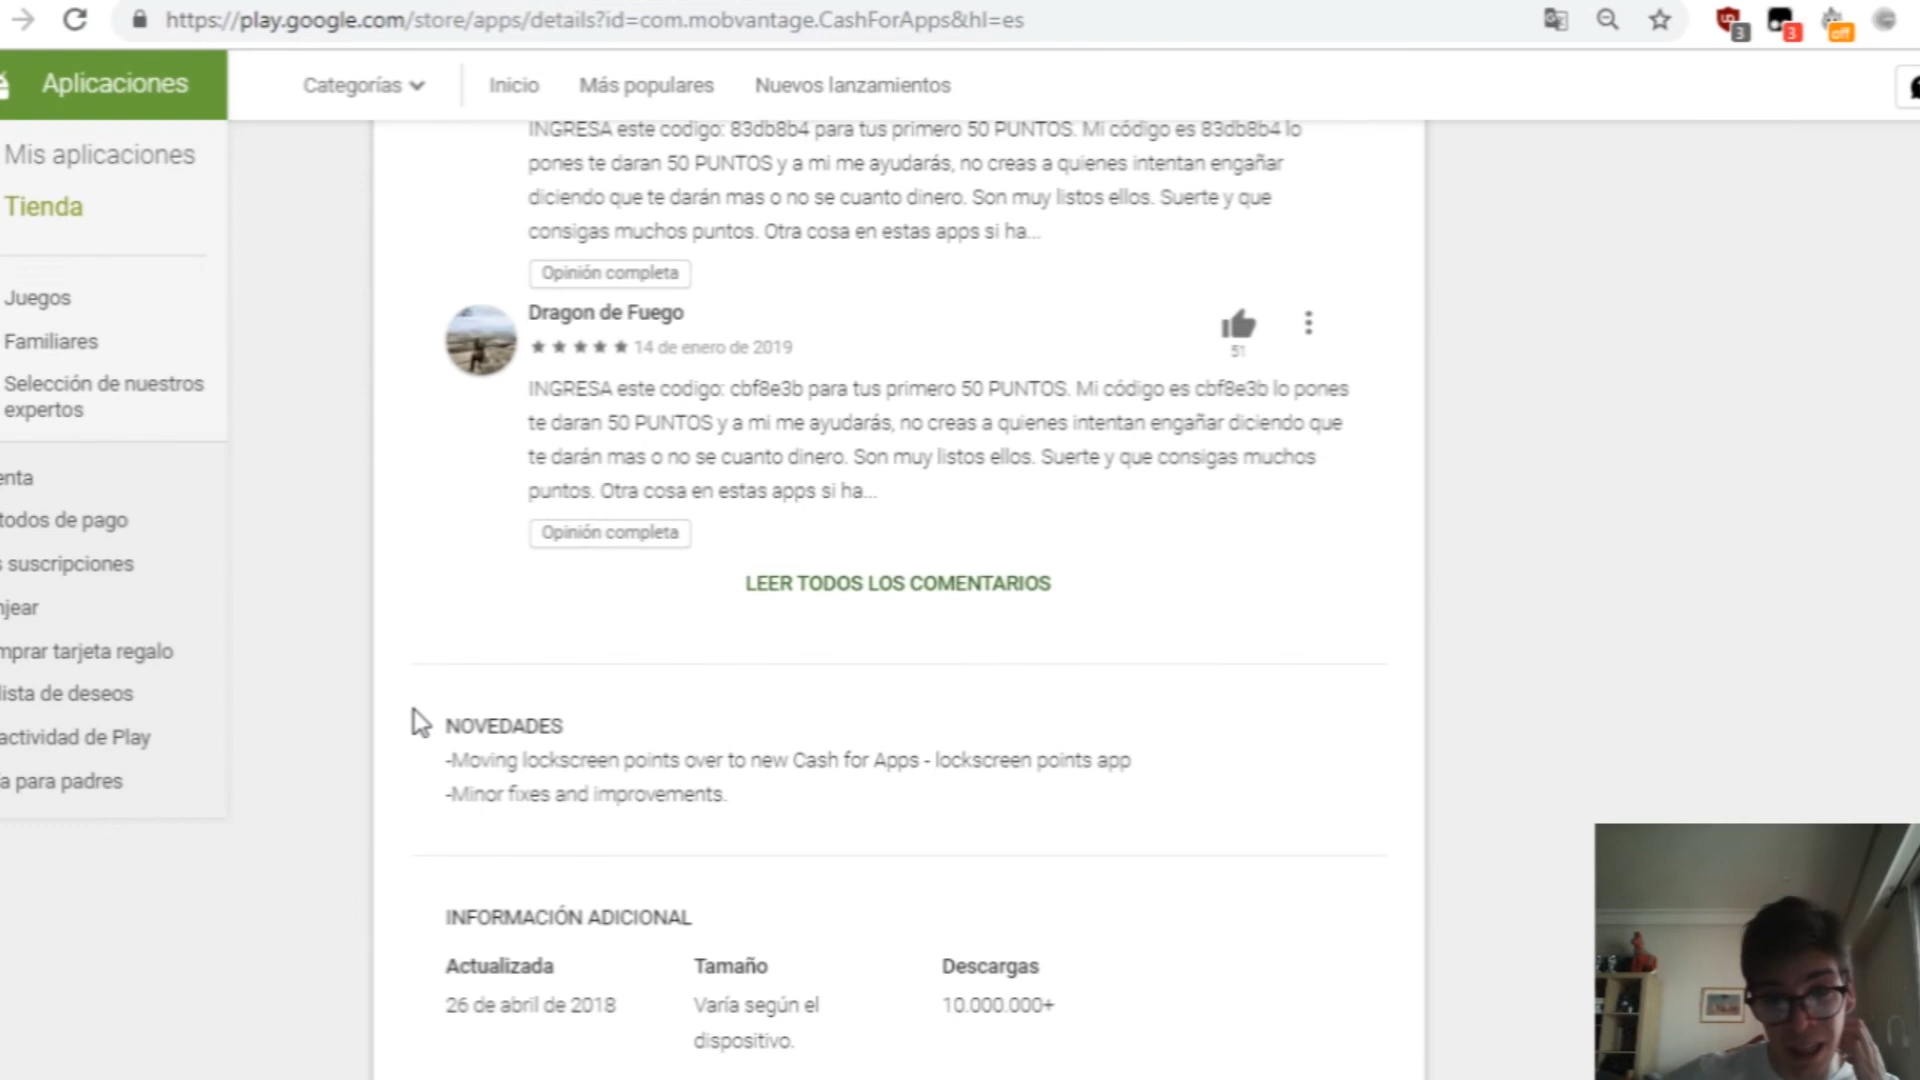 https://play.google.com/store/apps/details?id=com.mobvantage.CashForApps&hl=es
3
3
off
Aplicaciones
Categorías
Inicio
Más populares
Nuevos lanzamientos
Mis aplicaciones
Tienda
Juegos
Familiares
Selección de nuestros
expertos
enta
todos de pago
s suscripciones
njear
mprar tarjeta regalo
lista de deseos
actividad de Play
ía para padres
INGRESA este codigo: 83db8b4 para tus primero 50 PUNTOS. Mi código es 83db8b4 lo
pones te daran 50 PUNTOS y a mi me ayudarás, no creas a quienes intentan engañar
diciendo que te darán mas o no se cuanto dinero. Son muy listos ellos. Suerte y que
consigas muchos puntos. Otra cosa en estas apps si ha...
Opinión completa
Dragon de Fuego
14 de enero de 2019
51
INGRESA este codigo: cbf8e3b para tus primero 50 PUNTOS. Mi código es cbf8e3b lo pones
te daran 50 PUNTOS y a mi me ayudarás, no creas a quienes intentan engañar diciendo que
te darán mas o no se cuanto dinero. Son muy listos ellos. Suerte y que consigas muchos
puntos. Otra cosa en estas apps si ha...
Opinión completa
LEER TODOS LOS COMENTARIOS
NOVEDADES
-Moving lockscreen points over to new Cash for Apps - lockscreen points app
-Minor fixes and improvements.
INFORMACIÓN ADICIONAL
Actualizada
26 de abril de 2018
Tamaño
Varía según el
dispositivo.
Descargas
10.000.000+